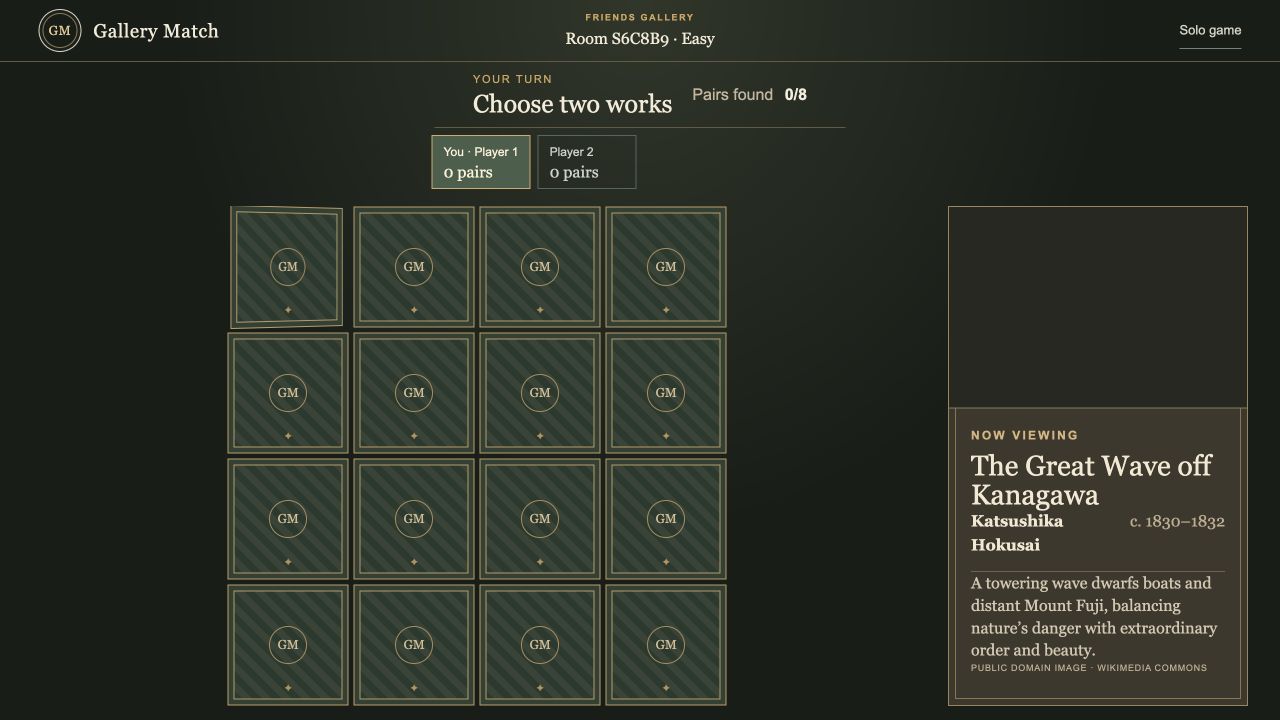 GM
Gallery Match
FRIENDS GALLERY
Room S6C8B9 · Easy
Solo game
YOUR TURN
Choose two works
Pairs found 0/8
You · Player 1
0 pairs
Player 2
0 pairs
GM GM GM GM
GM GM GM GM
GM GM GM GM
GM GM GM GM
NOW VIEWING
The Great Wave off
Kanagawa
Katsushika
Hokusai
c. 1830–1832
A towering wave dwarfs boats and
distant Mount Fuji, balancing
nature’s danger with extraordinary
order and beauty.
PUBLIC DOMAIN IMAGE · WIKIMEDIA COMMONS